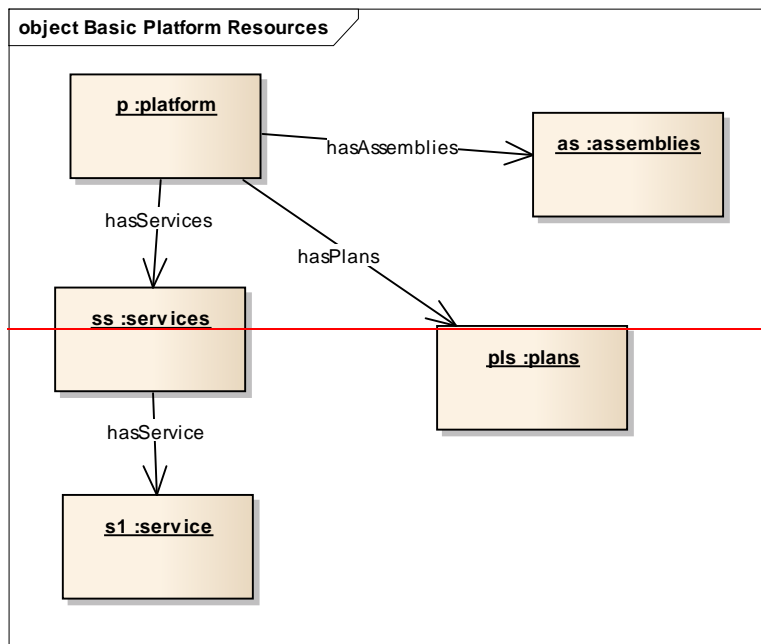 object Basic Platform Resources
p :platform
hasAssemblies
as :assemblies
hasServices
hasPlans
ss :services
pls :plans
hasService
s1 :service